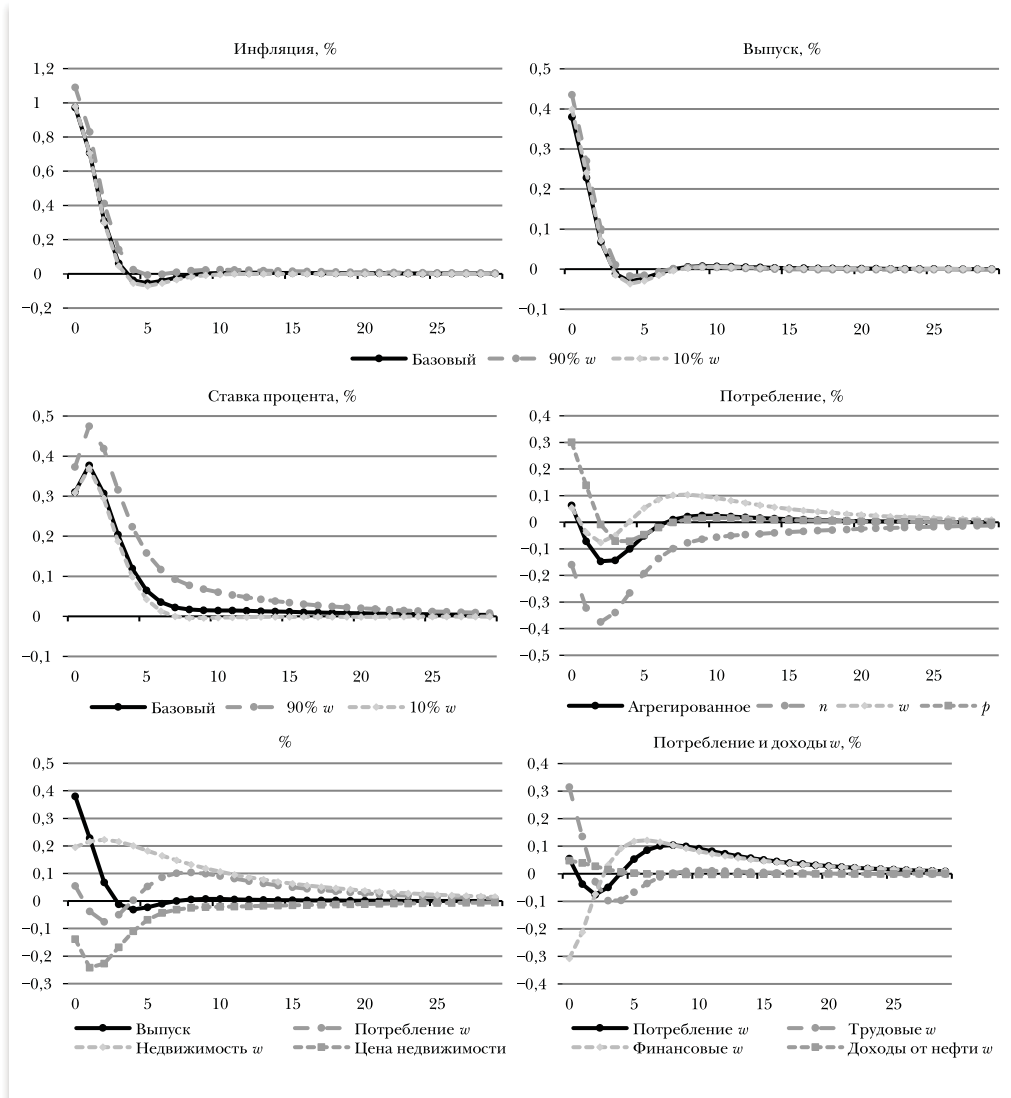 Инфляция, %
1,2
1
0,8
0,6
0,4
0,2
0
−0,2
0 5 10 15 20 25
Выпуск, %
0,5
0,4
0,3
0,2
0,1
0
−0,1
0 5 10 15 20 25
Базовый 90% w 10% w
Ставка процента, %
0,5
0,4
0,3
0,2
0,1
0
−0,1
0 5 10 15 20 25
Базовый 90% w 10% w
Потребление, %
0,4
0,3
0,2
0,1
0
−0,1
−0,2
−0,3
−0,4
−0,5
0 5 10 15 20 25
Агрегированное n w p
%
0,5
0,4
0,3
0,2
0,1
0
−0,1
−0,2
−0,3
0 5 10 15 20 25
Выпуск Потребление w
Недвижимость w Цена недвижимости
Потребление и доходы w, %
0,4
0,3
0,2
0,1
0
−0,1
−0,2
−0,3
−0,4
0 5 10 15 20 25
Потребление w Трудовые w
Финансовые w Доходы от нефти w